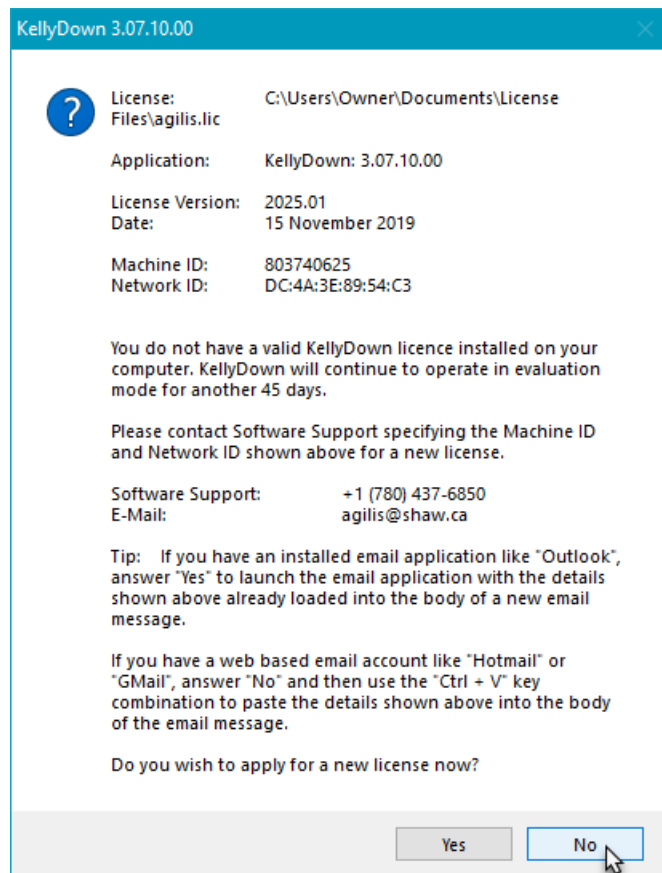 KellyDown 3.07.10.00
License: C:\Users\Owner\Documents\License
Files\agilis.lic
Application: KellyDown: 3.07.10.00
License Version: 2025.01
Date: 15 November 2019
Machine ID: 803740625
Network ID: DC:4A:3E:89:54:C3
You do not have a valid KellyDown licence installed on your
computer. KellyDown will continue to operate in evaluation
mode for another 45 days.
Please contact Software Support specifying the Machine ID
and Network ID shown above for a new license.
Software Support: +1 (780) 437-6850
E-Mail: agilis@shaw.ca
Tip: If you have an installed email application like "Outlook",
answer "Yes" to launch the email application with the details
shown above already loaded into the body of a new email
message.
If you have a web based email account like "Hotmail" or
"GMail", answer "No" and then use the "Ctrl + V" key
combination to paste the details shown above into the body
of the email message.
Do you wish to apply for a new license now?
Yes No